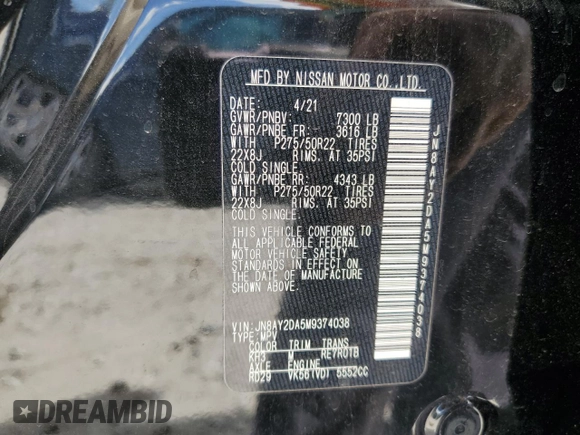 MFD BY NISSAN MOTOR CO.,LTD.
DATE: 4/21
GVWR/PNBV: 7300 LB
GAWR/PNBE FR: 3616 LB
WITH P275/50R22 TIRES
22X8J RIMS. AT 35PSI
COLD SINGLE
GAWR/PNBE RR: 4343 LB
WITH P275/50R22 TIRES
22X8J RIMS. AT 35PSI
COLD SINGLE
THIS VEHICLE CONFORMS TO
ALL APPLICABLE FEDERAL
MOTOR VEHICLE SAFETY
STANDARDS IN EFFECT ON
THE DATE OF MANUFACTURE
SHOWN ABOVE.
VIN:JN8AY2DA5M9374038
TYPE:MPV
COLOR TRIM TRANS
KH3 M RE7R01B
AXLE ENGINE
RD29 VK56(VD) 5552CC
JN8AY2DA5M9374038
DREAMBID
DREAMBID